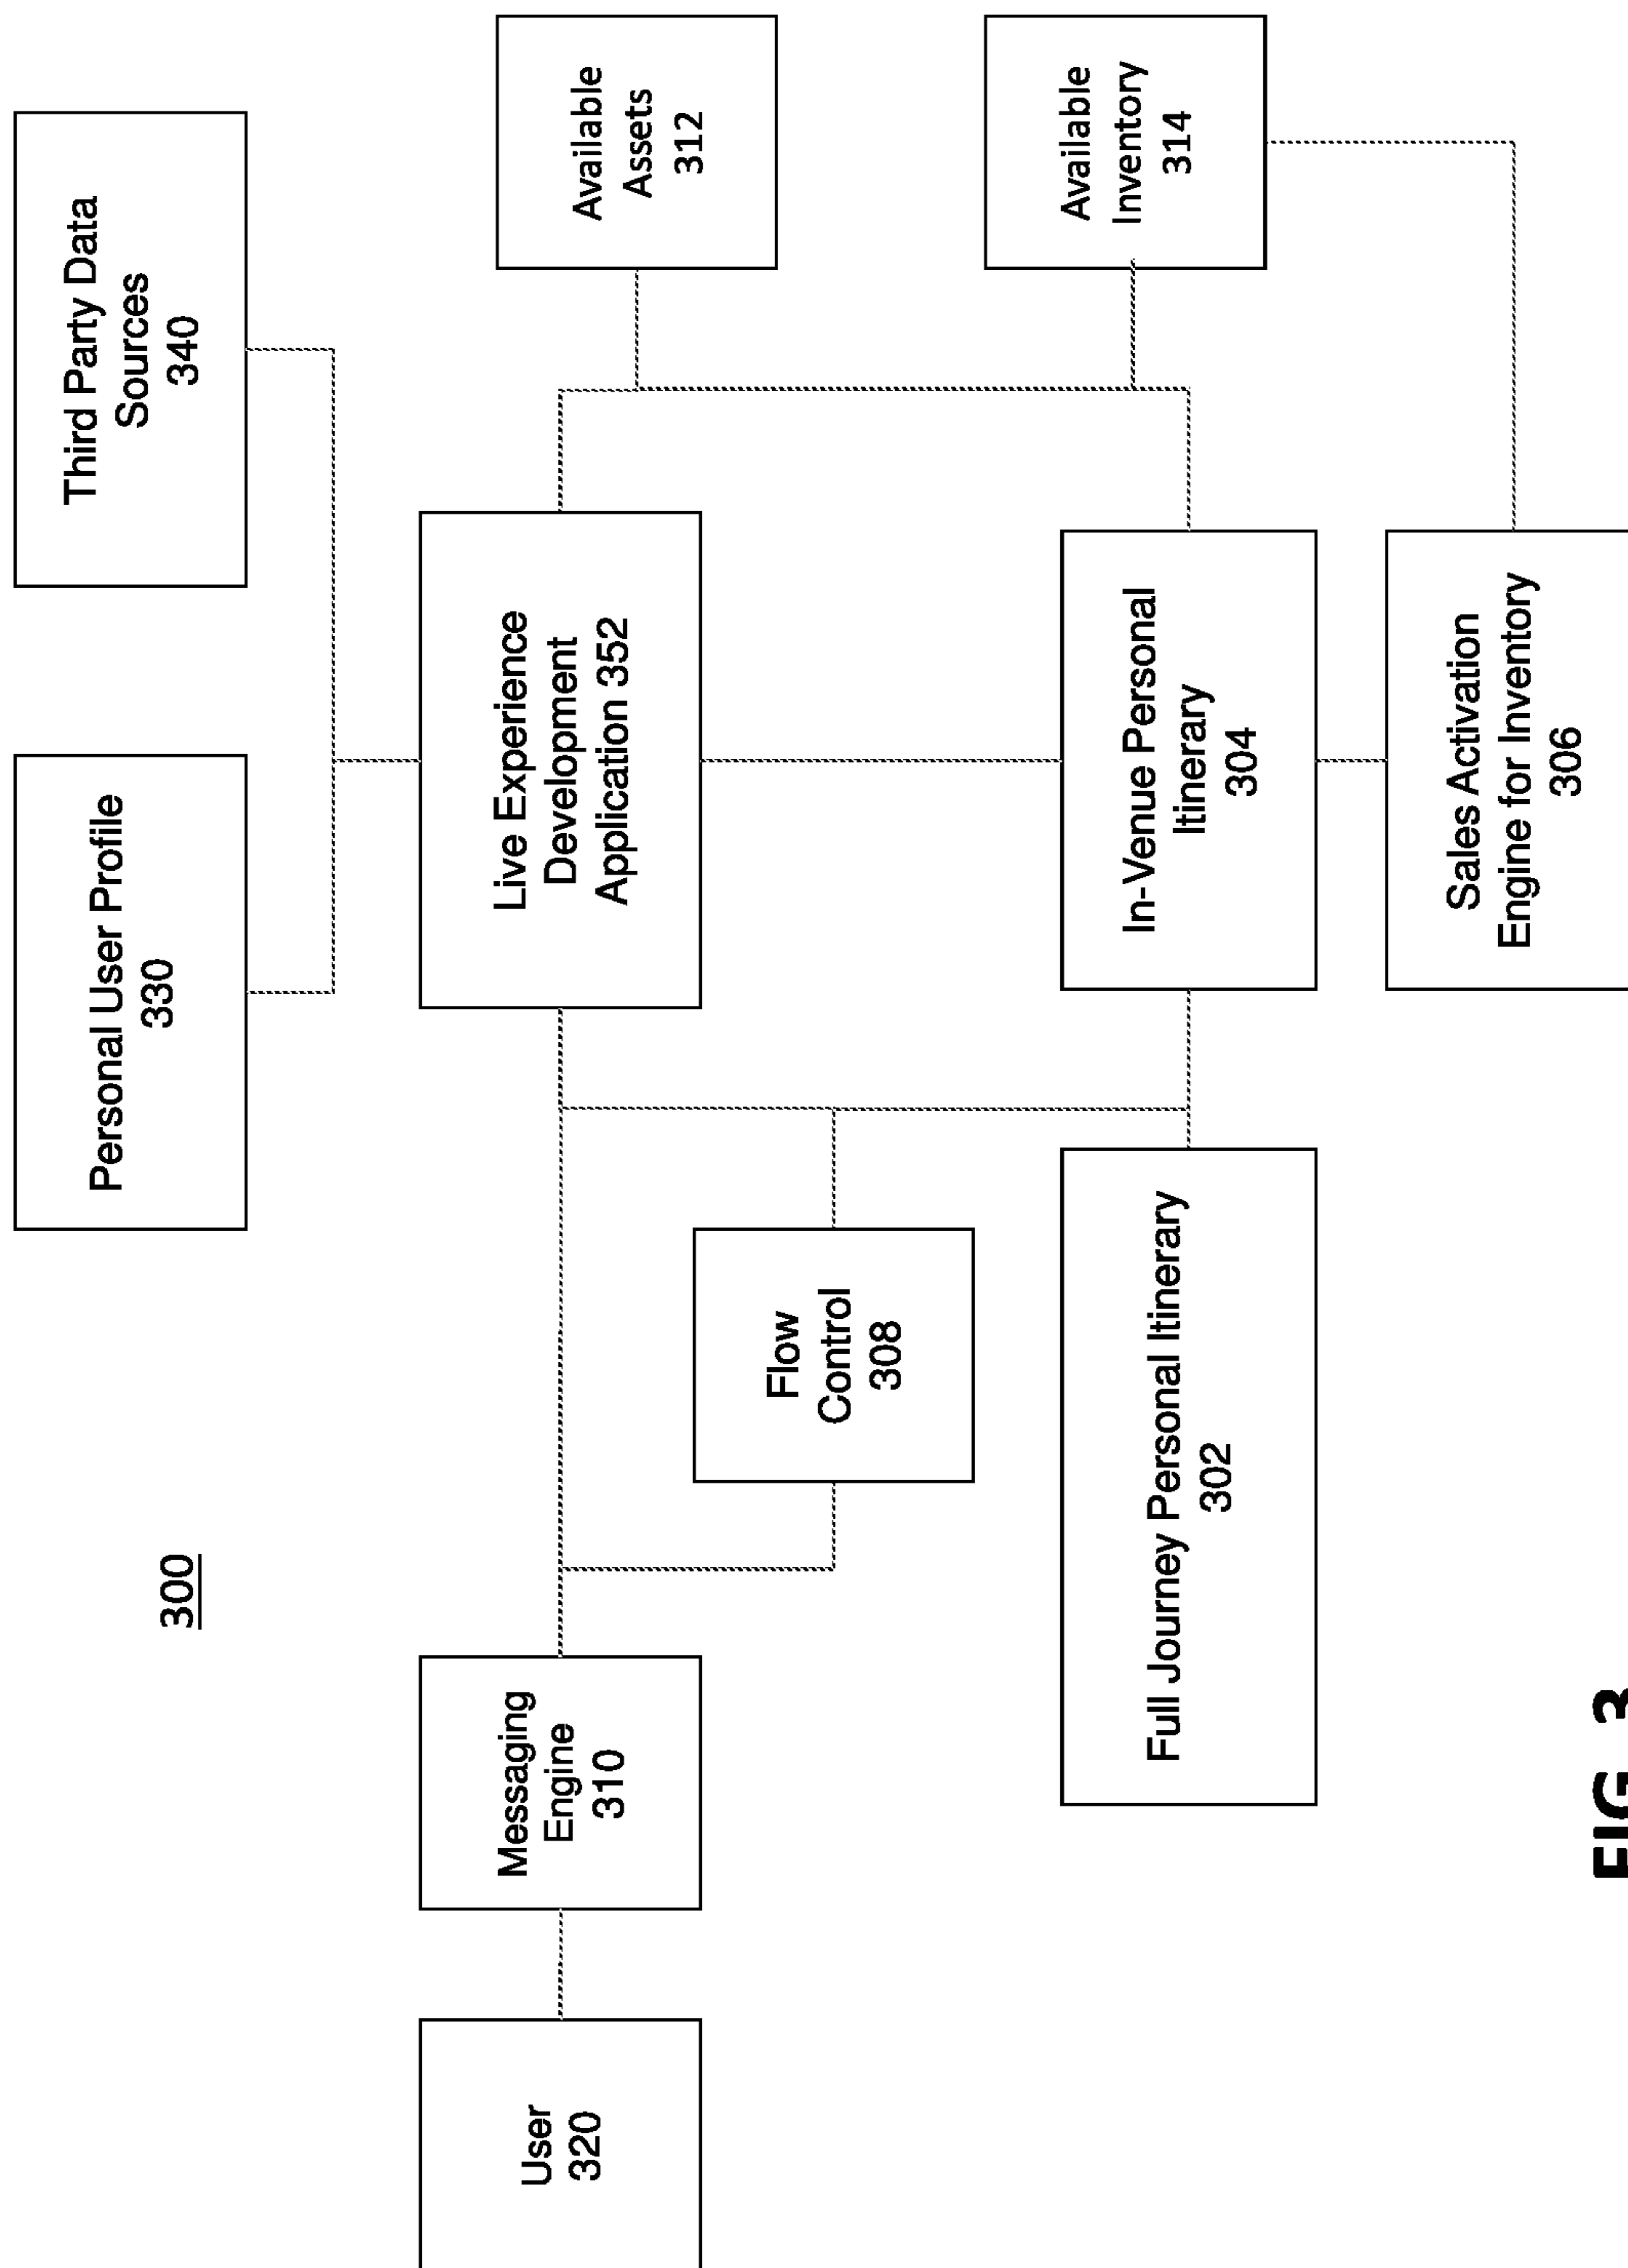 300
Personal User Profile
330
Third Party Data
Sources
340
User
320
Messaging
Engine
310
Live Experience
Development
Application 352
Available
Assets
312
Flow
Control
308
Full Journey Personal Itinerary
302
In-Venue Personal
Itinerary
304
Available
Inventory
314
Sales Activation
Engine for Inventory
306
FIG. 3